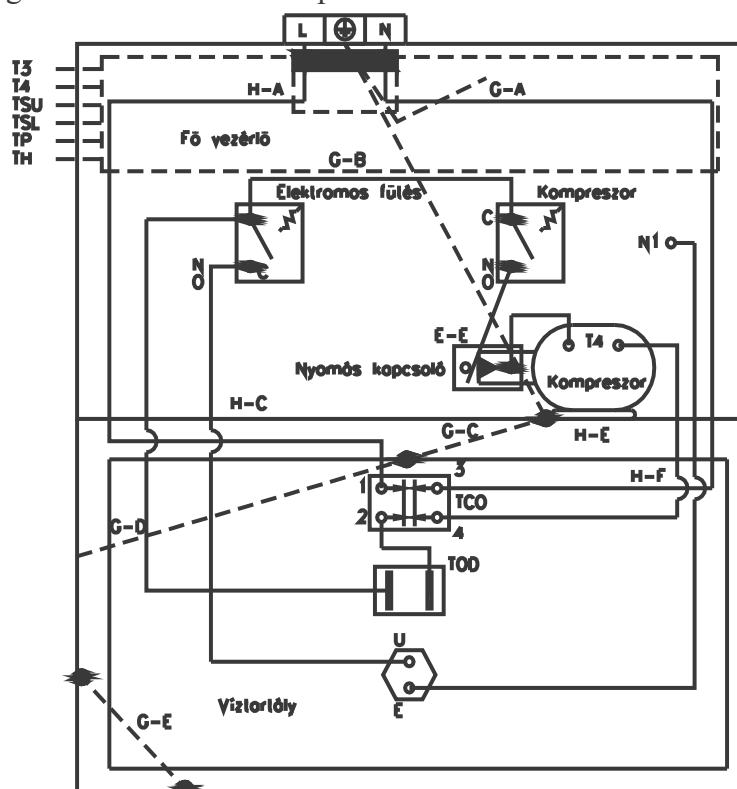 L N
T3
T4
TSU
TSL
TP
TH
H-A
G-A
Fő vezérlő
G-B
Elektromos fűlés
Kompreszor
C
N
O
C
N
O
N1
E-E
T4
Nyomás kapcsoló
Kompreszor
H-C
G-C
H-E
3
H-F
1
TCO
2
4
G-D
TOD
U
Víztartály
E
G-E